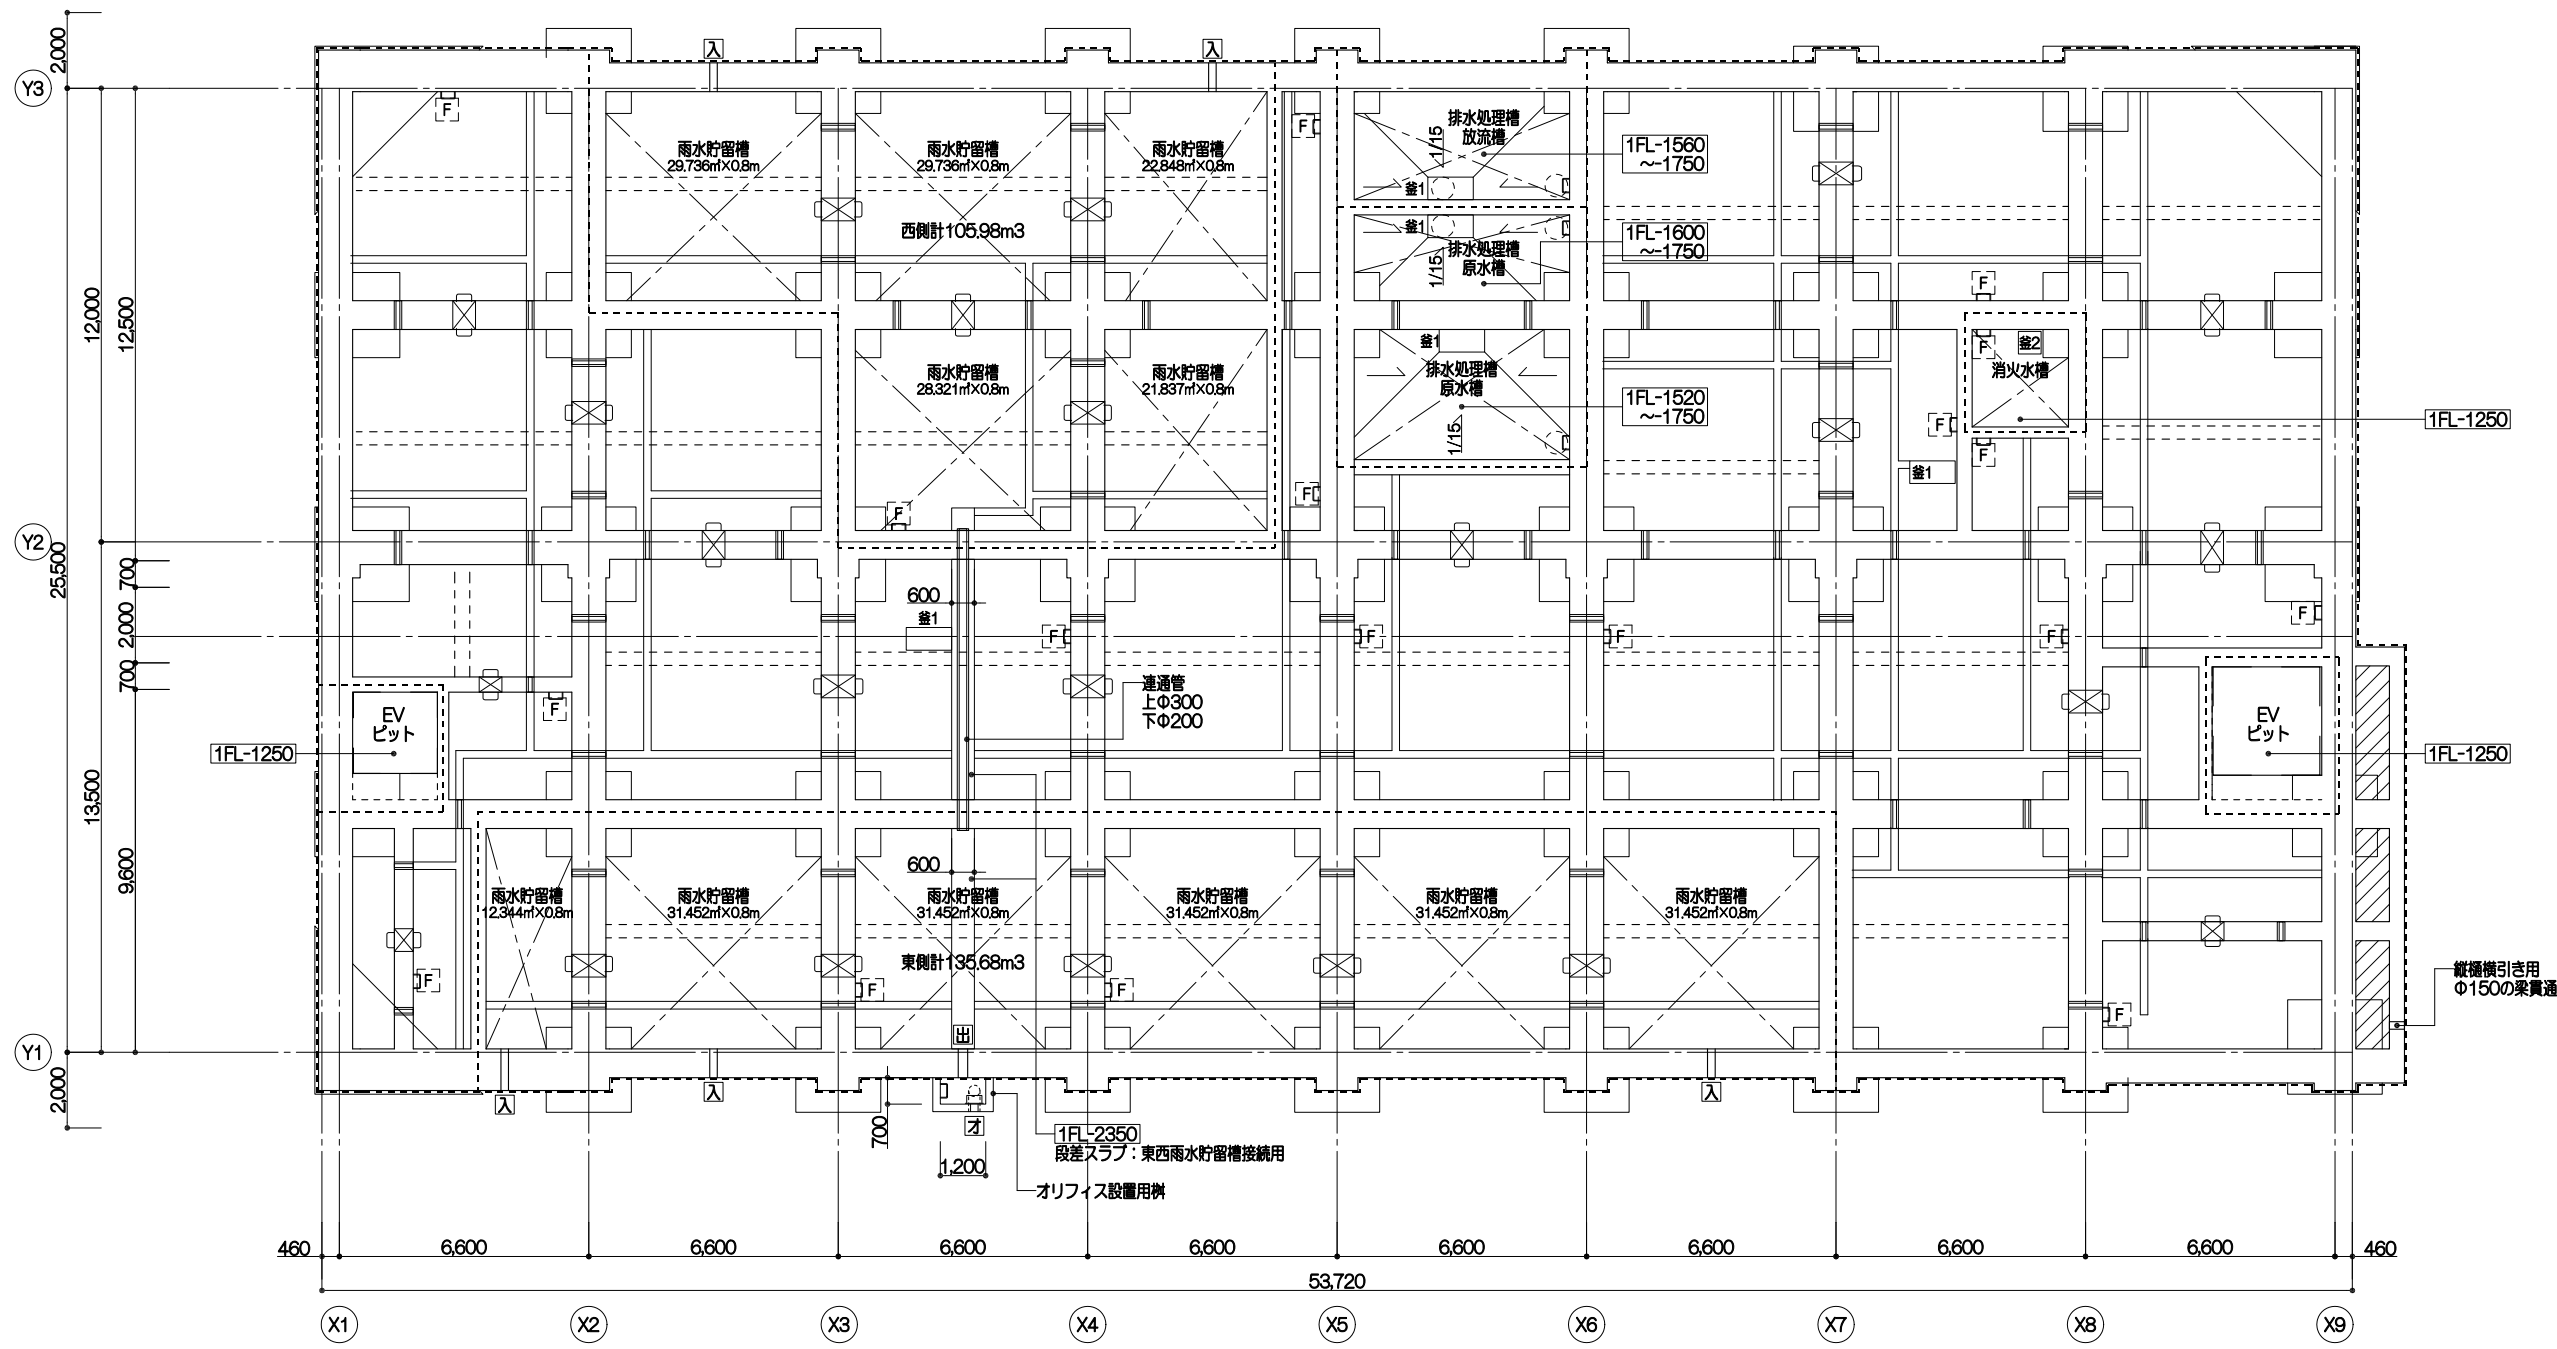 2,000
Y3
12,000
12,500
Y2
25,500
700
2,000
700
13,500
9,600
Y1
2,000
入
入
F
F
雨水貯留槽
29.736㎡×0.8m
雨水貯留槽
29.736㎡×0.8m
雨水貯留槽
22.848㎡×0.8m
西側計105.98m3
排水処理槽
放流槽
1/15
釜1
1FL-1560
～-1750
釜1
排水処理槽
原水槽
1/15
1FL-1600
～-1750
F
雨水貯留槽
28.321㎡×0.8m
雨水貯留槽
21.837㎡×0.8m
釜1
排水処理槽
原水槽
1/15
1FL-1520
～-1750
F
釜2
消火水槽
1FL-1250
F
F
釜1
F
F
600
釜1
F
F
F
F
F
連通管
上Φ300
下Φ200
EV
ピット
1FL-1250
F
EV
ピット
1FL-1250
600
雨水貯留槽
12.344㎡×0.8m
雨水貯留槽
31.452㎡×0.8m
雨水貯留槽
31.452㎡×0.8m
雨水貯留槽
31.452㎡×0.8m
雨水貯留槽
31.452㎡×0.8m
雨水貯留槽
31.452㎡×0.8m
東側計135.68m3
F
F
F
F
縦樋横引き用
Φ150の梁貫通
出
入
入
入
オ
700
1,200
1FL-2350
段差スラブ：東西雨水貯留槽接続用
オリフィス設置用桝
460
6,600
6,600
6,600
6,600
6,600
6,600
6,600
6,600
460
53,720
X1
X2
X3
X4
X5
X6
X7
X8
X9